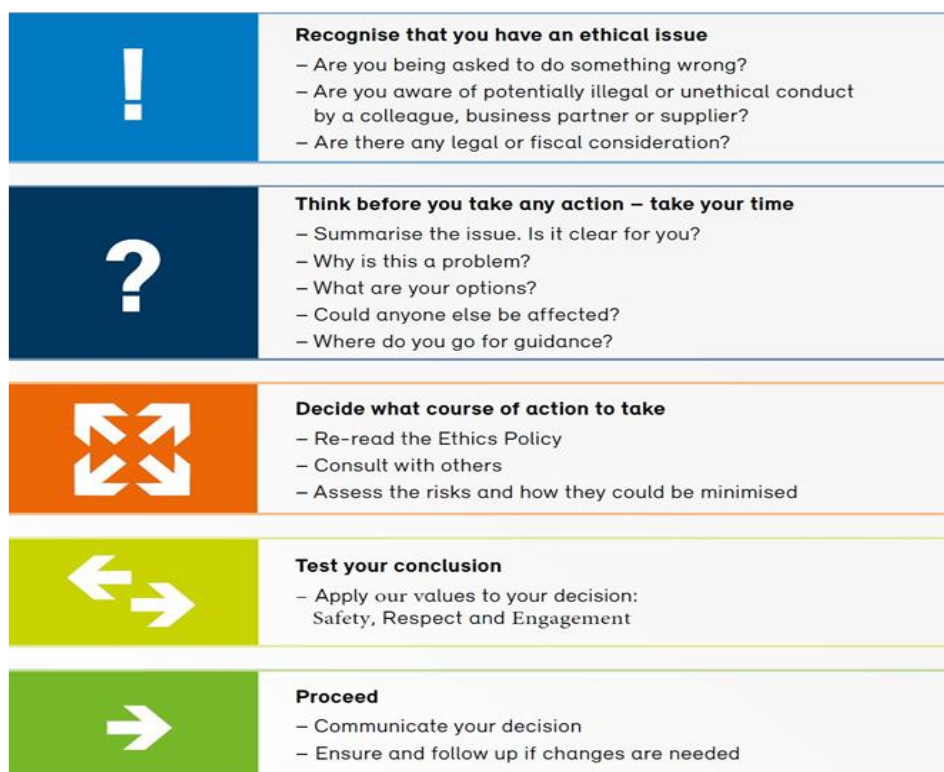 !
Recognise that you have an ethical issue
– Are you being asked to do something wrong?
– Are you aware of potentially illegal or unethical conduct
by a colleague, business partner or supplier?
– Are there any legal or fiscal consideration?
?
Think before you take any action – take your time
– Summarise the issue. Is it clear for you?
– Why is this a problem?
– What are your options?
– Could anyone else be affected?
– Where do you go for guidance?
Decide what course of action to take
– Re-read the Ethics Policy
– Consult with others
– Assess the risks and how they could be minimised
Test your conclusion
– Apply our values to your decision:
Safety, Respect and Engagement
Proceed
– Communicate your decision
– Ensure and follow up if changes are needed